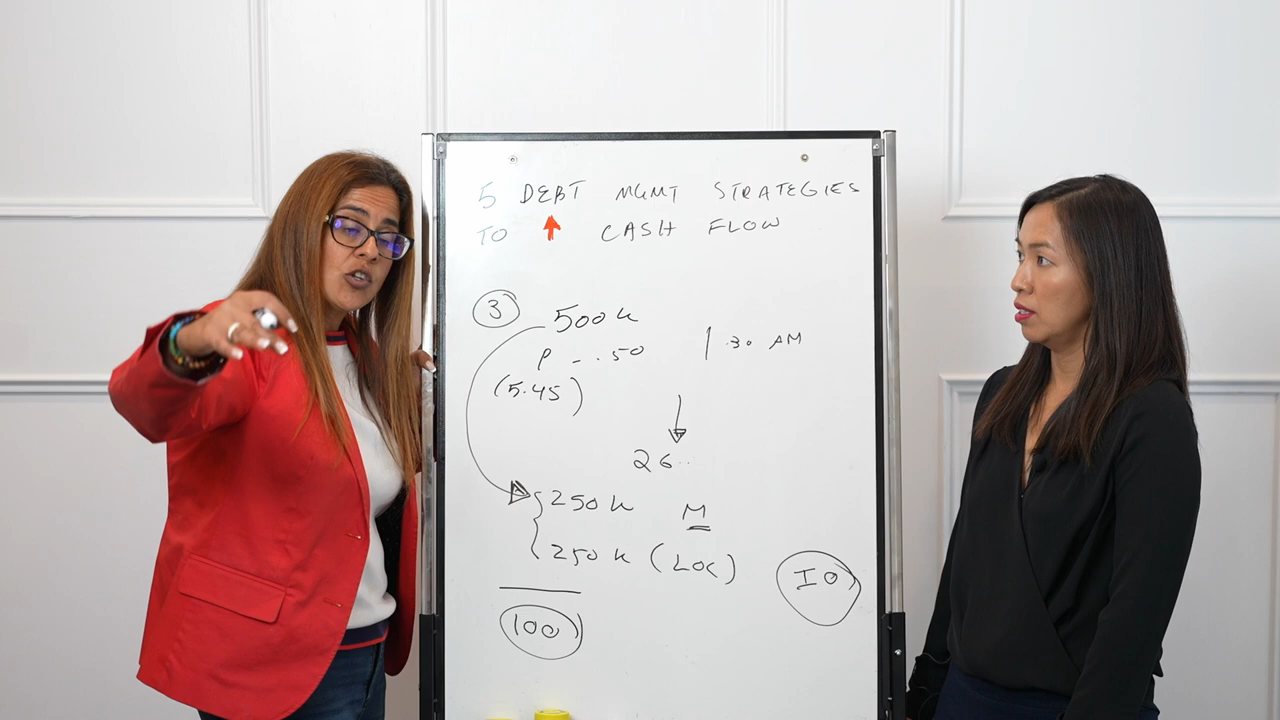 5 DEBT MGMT STRATEGIES
TO ↑ CASH FLOW
3
500k
P - .50
1.30 AM
(5.45)
26..
250k M
250k (LOC)
IO
100